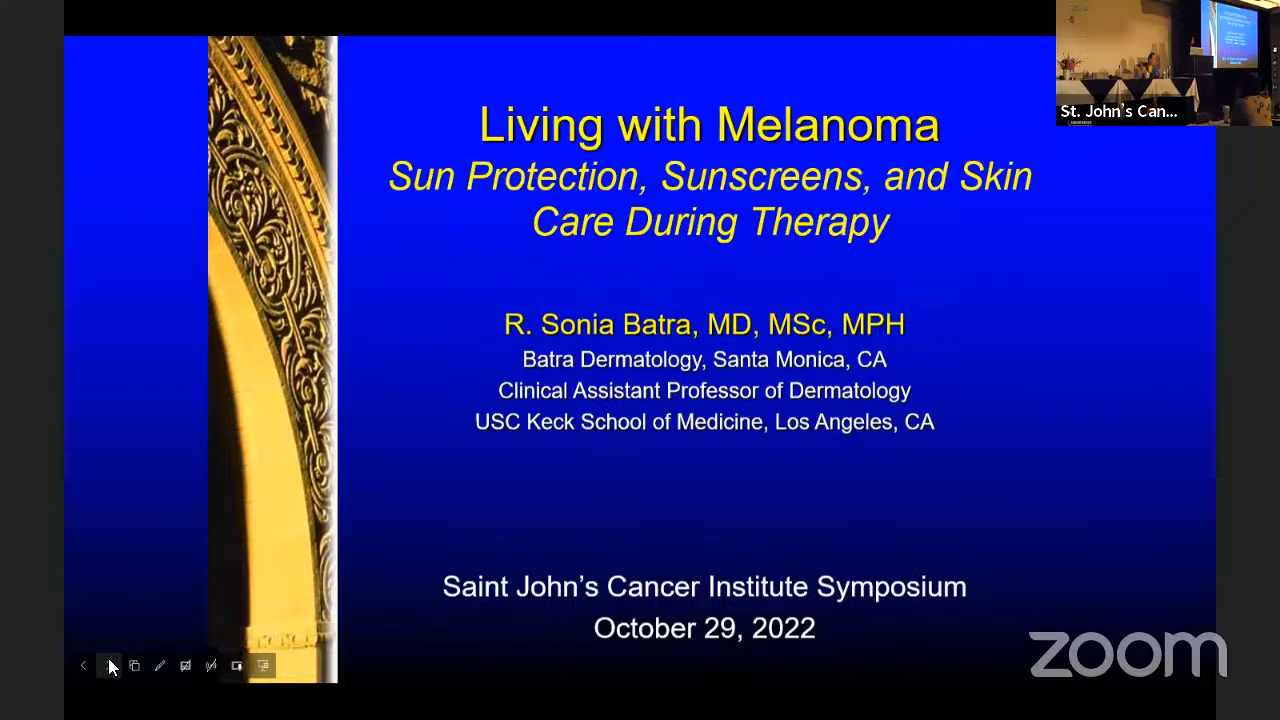 Living with Melanoma
Sun Protection, Sunscreens, and Skin
Care During Therapy
R. Sonia Batra, MD, MSc, MPH
Batra Dermatology, Santa Monica, CA
Clinical Assistant Professor of Dermatology
USC Keck School of Medicine, Los Angeles, CA
Saint John’s Cancer Institute Symposium
October 29, 2022
St. John’s Can...
zoom